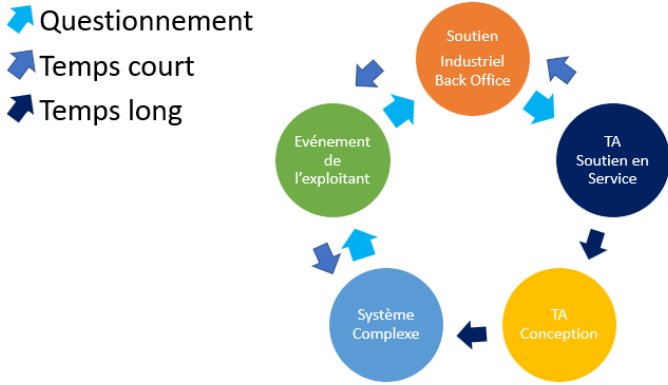 Questionnement
Temps court
Temps long
Soutien
Industriel
Back Office
Evénement
de
l'exploitant
TA
Soutien en
Service
Système
Complexe
TA
Conception